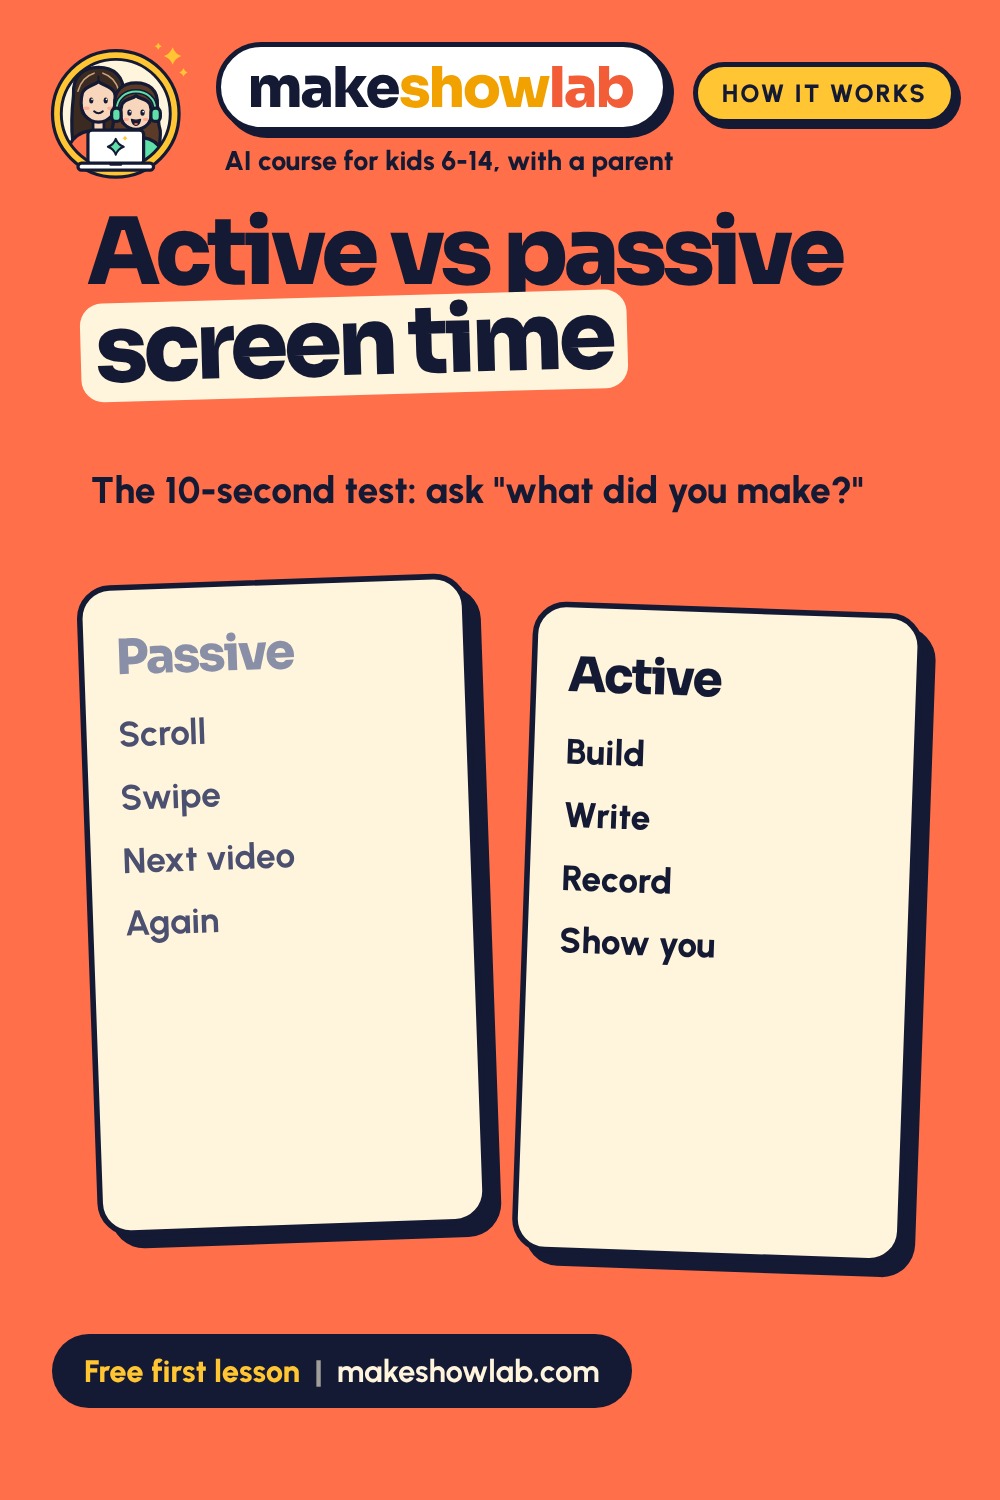 makeshowlab
HOW IT WORKS
AI course for kids 6-14, with a parent
Active vs passive
screen time
The 10-second test: ask "what did you make?"
Passive
Scroll
Swipe
Next video
Again
Active
Build
Write
Record
Show you
Free first lesson | makeshowlab.com